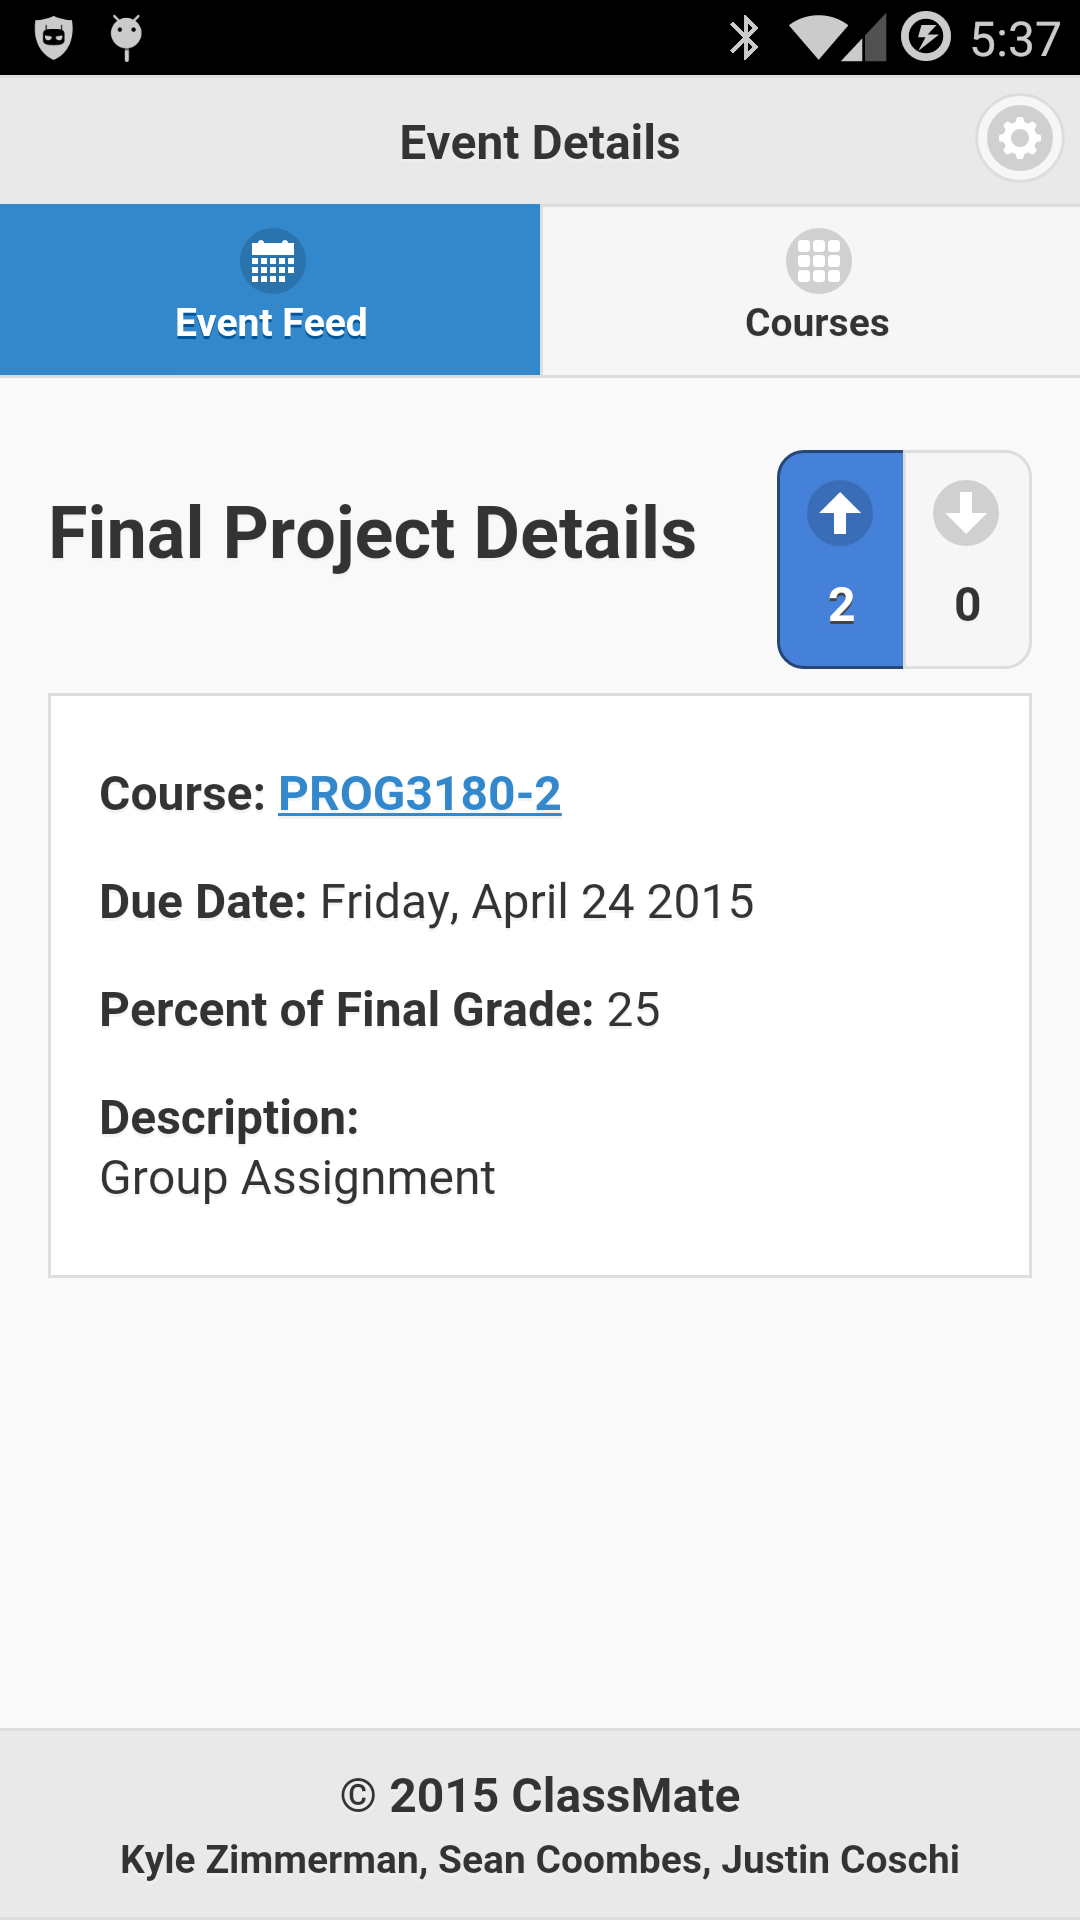 5:37
Event Details
Event Feed
Courses
Final Project Details
2
0
Course: PROG3180-2
Due Date: Friday, April 24 2015
Percent of Final Grade: 25
Description:
Group Assignment
© 2015 ClassMate
Kyle Zimmerman, Sean Coombes, Justin Coschi